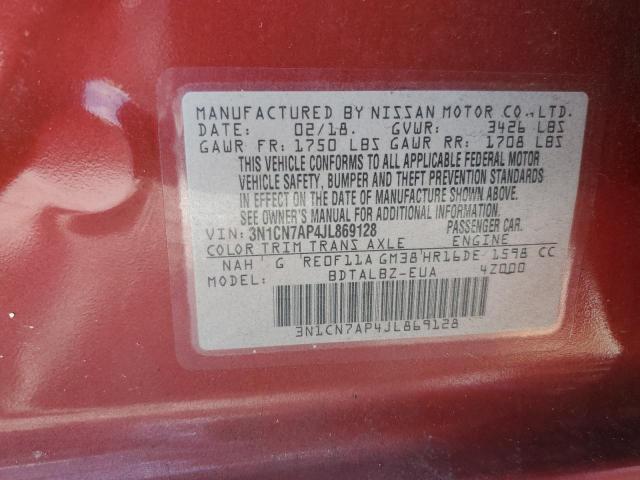 MANUFACTURED BY NISSAN MOTOR CO., LTD.
DATE: 02/18. GVWR: 3426 LBS
GAWR FR: 1750 LBS GAWR RR: 1708 LBS
THIS VEHICLE CONFORMS TO ALL APPLICABLE FEDERAL MOTOR
VEHICLE SAFETY, BUMPER AND THEFT PREVENTION STANDARDS
IN EFFECT ON THE DATE OF MANUFACTURE SHOWN ABOVE.
SEE OWNER'S MANUAL FOR ADDITIONAL INFORMATION.
VIN: 3N1CN7AP4JL869128 PASSENGER CAR.
COLOR TRIM TRANS AXLE ENGINE
NAH G RE0F11A GM38 HR16DE 1598 CC
MODEL: BDTALBZ-EUA 42000
3N1CN7AP4JL869128